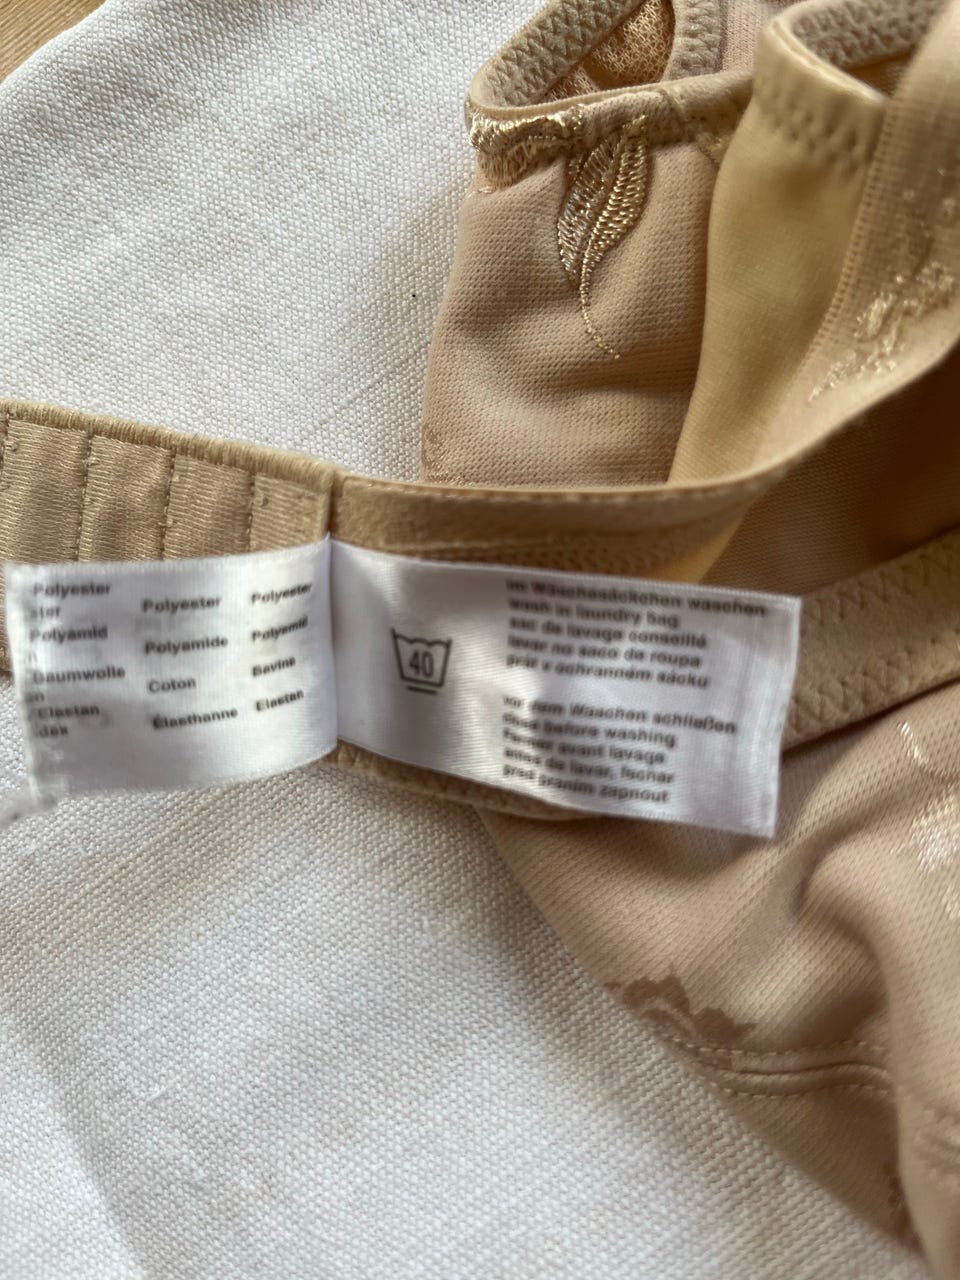 Polyester Polyester Polyester
ster
Polyamid Polyamide Polyamid
n
Baumwolle Coton Bavlna
n
Elastan Élasthanne Elastan
dex
40
im Wäschesäckchen waschen
wash in laundry bag
sac de lavage conseillé
lavar no saco de roupa
prát v ochranném sáčku
vor dem Waschen schließen
close before washing
fermer avant lavage
antes de lavar, fechar
před praním zapnout